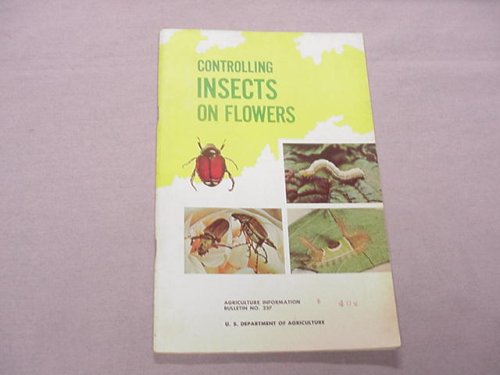 CONTROLLING
INSECTS
ON FLOWERS
AGRICULTURE INFORMATION
BULLETIN NO. 237
U. S. DEPARTMENT OF AGRICULTURE